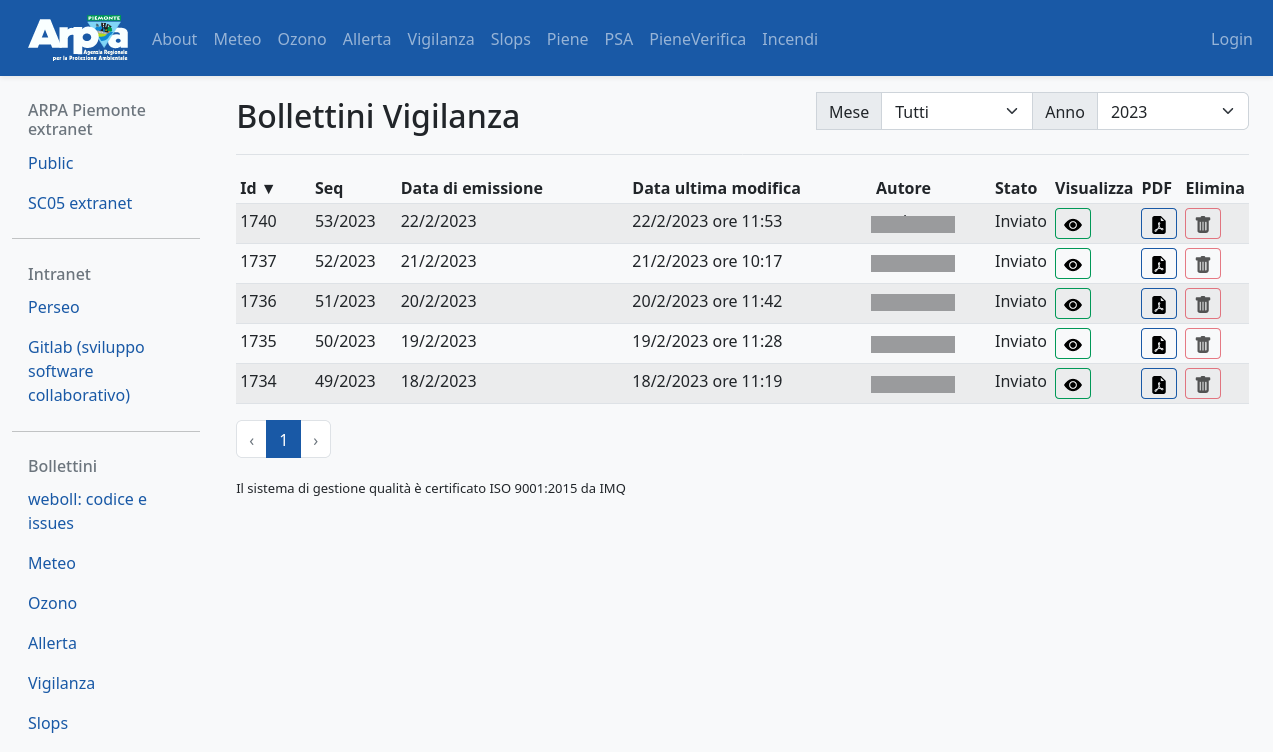 PIEMONTE
Arpa
Agenzia Regionale
per la Protezione Ambientale
About Meteo Ozono Allerta Vigilanza Slops Piene PSA PieneVerifica Incendi Login
ARPA Piemonte
extranet
Public
SC05 extranet
Intranet
Perseo
Gitlab (sviluppo
software
collaborativo)
Bollettini
weboll: codice e
issues
Meteo
Ozono
Allerta
Vigilanza
Slops
Bollettini Vigilanza
Mese Tutti Anno 2023
Id ▼ Seq Data di emissione Data ultima modifica Autore Stato Visualizza PDF Elimina
1740 53/2023 22/2/2023 22/2/2023 ore 11:53 Inviato
1737 52/2023 21/2/2023 21/2/2023 ore 10:17 Inviato
1736 51/2023 20/2/2023 20/2/2023 ore 11:42 Inviato
1735 50/2023 19/2/2023 19/2/2023 ore 11:28 Inviato
1734 49/2023 18/2/2023 18/2/2023 ore 11:19 Inviato
‹ 1 ›
Il sistema di gestione qualità è certificato ISO 9001:2015 da IMQ